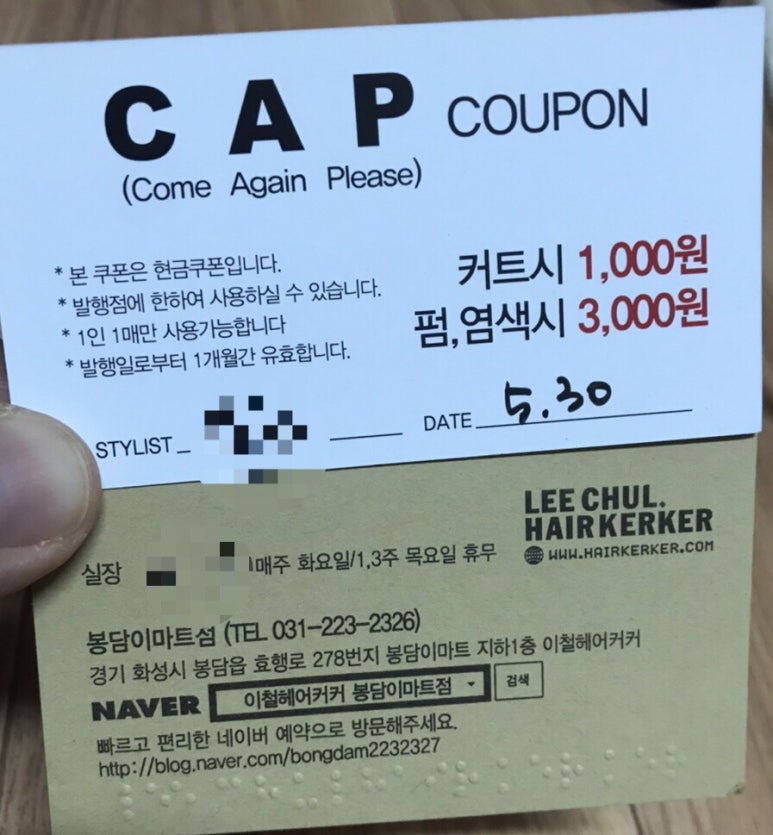 CAP COUPON
(Come Again Please)
* 본 쿠폰은 현금쿠폰입니다.
* 발행점에 한하여 사용하실 수 있습니다.
* 1인 1매만 사용가능합니다
* 발행일로부터 1개월간 유효합니다.
커트시 1,000원
펌,염색시 3,000원
STYLIST
DATE 5.30
LEE CHUL.
HAIRKERKER
WWW.HAIRKERKER.COM
실장 매주 화요일/1,3주 목요일 휴무
봉담이마트점 (TEL 031-223-2326)
경기 화성시 봉담읍 효행로 278번지 봉담이마트 지하1층 이철헤어커커
NAVER 이철헤어커커 봉담이마트점 검색
빠르고 편리한 네이버 예약으로 방문해주세요.
http://blog.naver.com/bongdam2232327